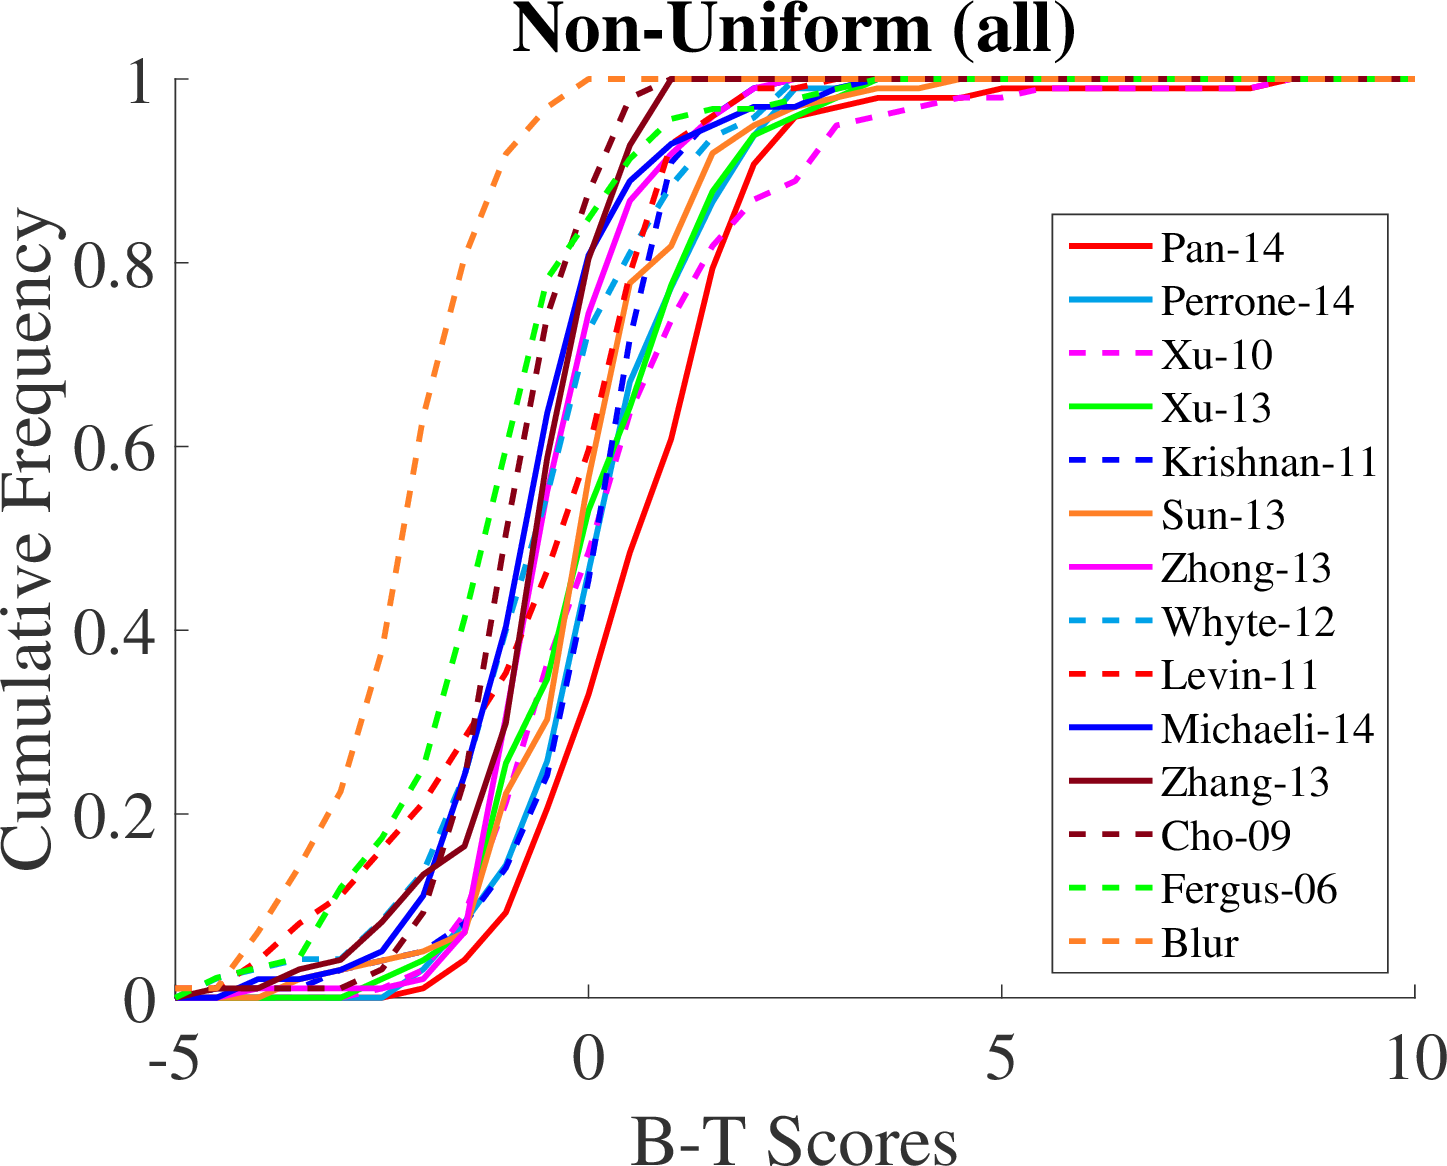 Non-Uniform (all)
Cumulative Frequency
1
0.8
0.6
0.4
0.2
0
-5
0
5
10
B-T Scores
Pan-14
Perrone-14
Xu-10
Xu-13
Krishnan-11
Sun-13
Zhong-13
Whyte-12
Levin-11
Michaeli-14
Zhang-13
Cho-09
Fergus-06
Blur